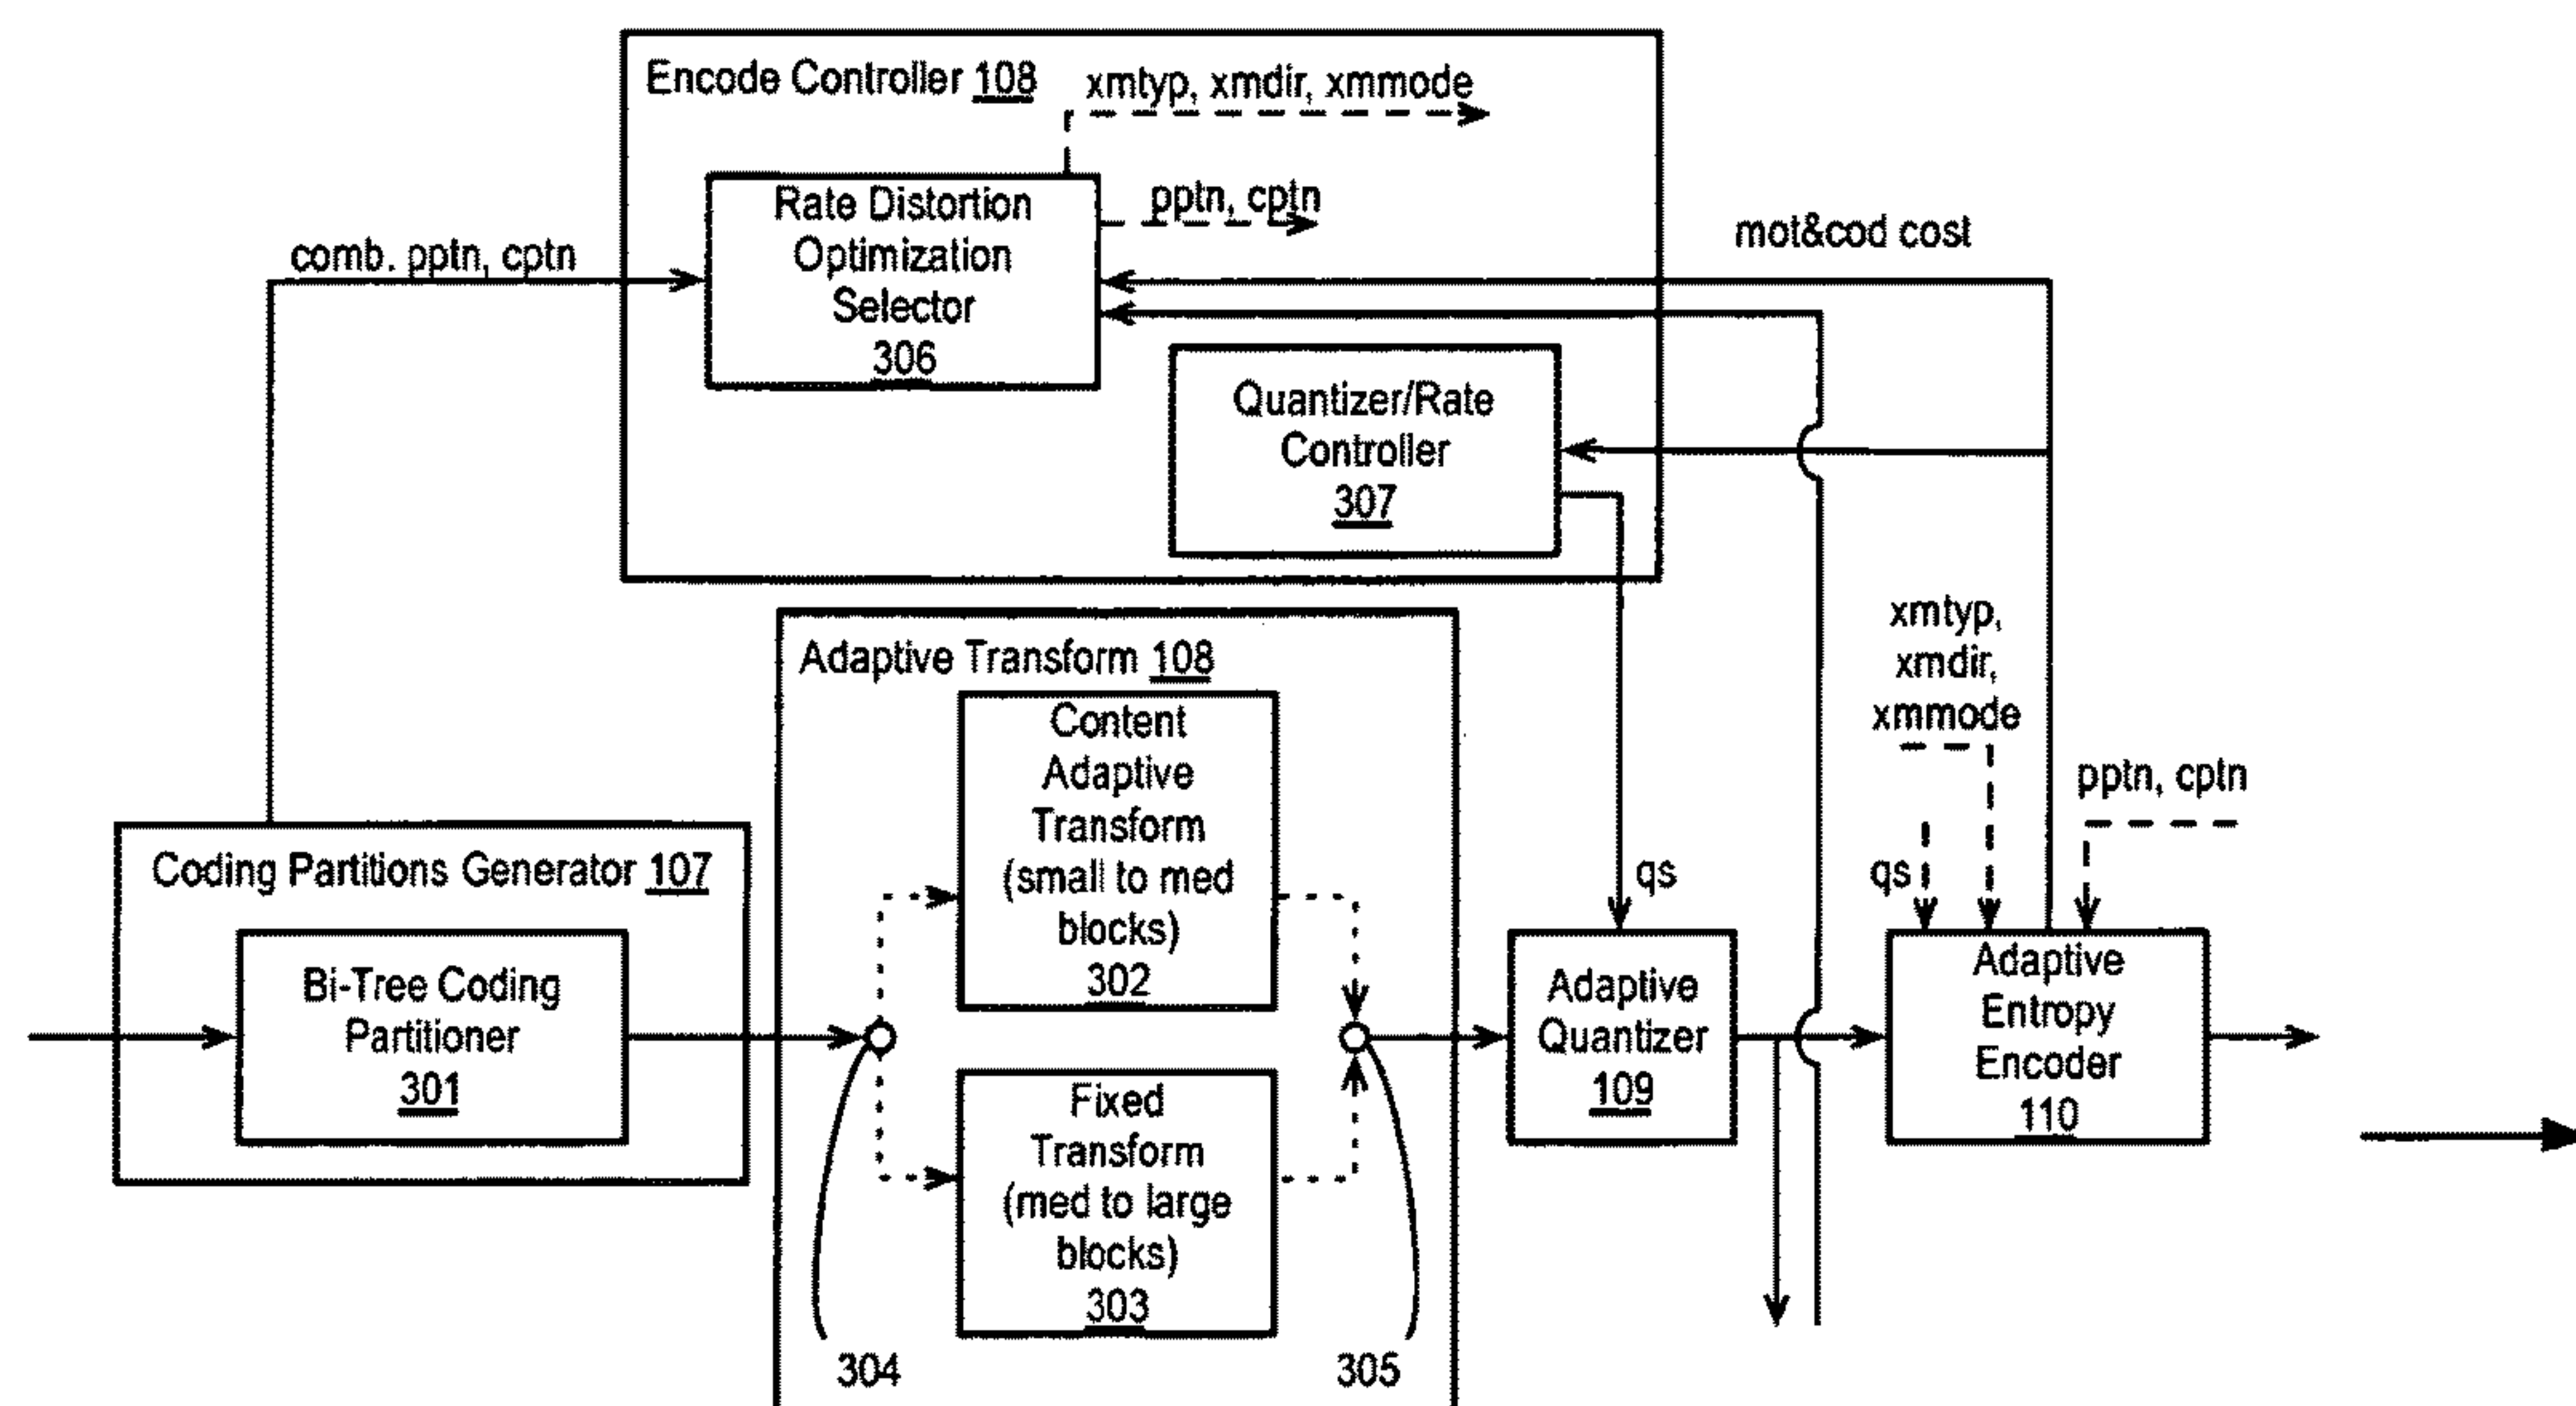 Encode Controller 108
xmtyp, xmdir, xmmode
Rate Distortion
Optimization
Selector
306
pptn, cptn
comb. pptn, cptn
mot&cod cost
Quantizer/Rate
Controller
307
xmtyp,
xmdir,
xmmode
pptn, cptn
qs
qs
Adaptive Transform 108
Content
Adaptive
Transform
(small to med
blocks)
302
Coding Partitions Generator 107
Bi-Tree Coding
Partitioner
301
Fixed
Transform
(med to large
blocks)
303
304
305
Adaptive
Quantizer
109
Adaptive
Entropy
Encoder
110